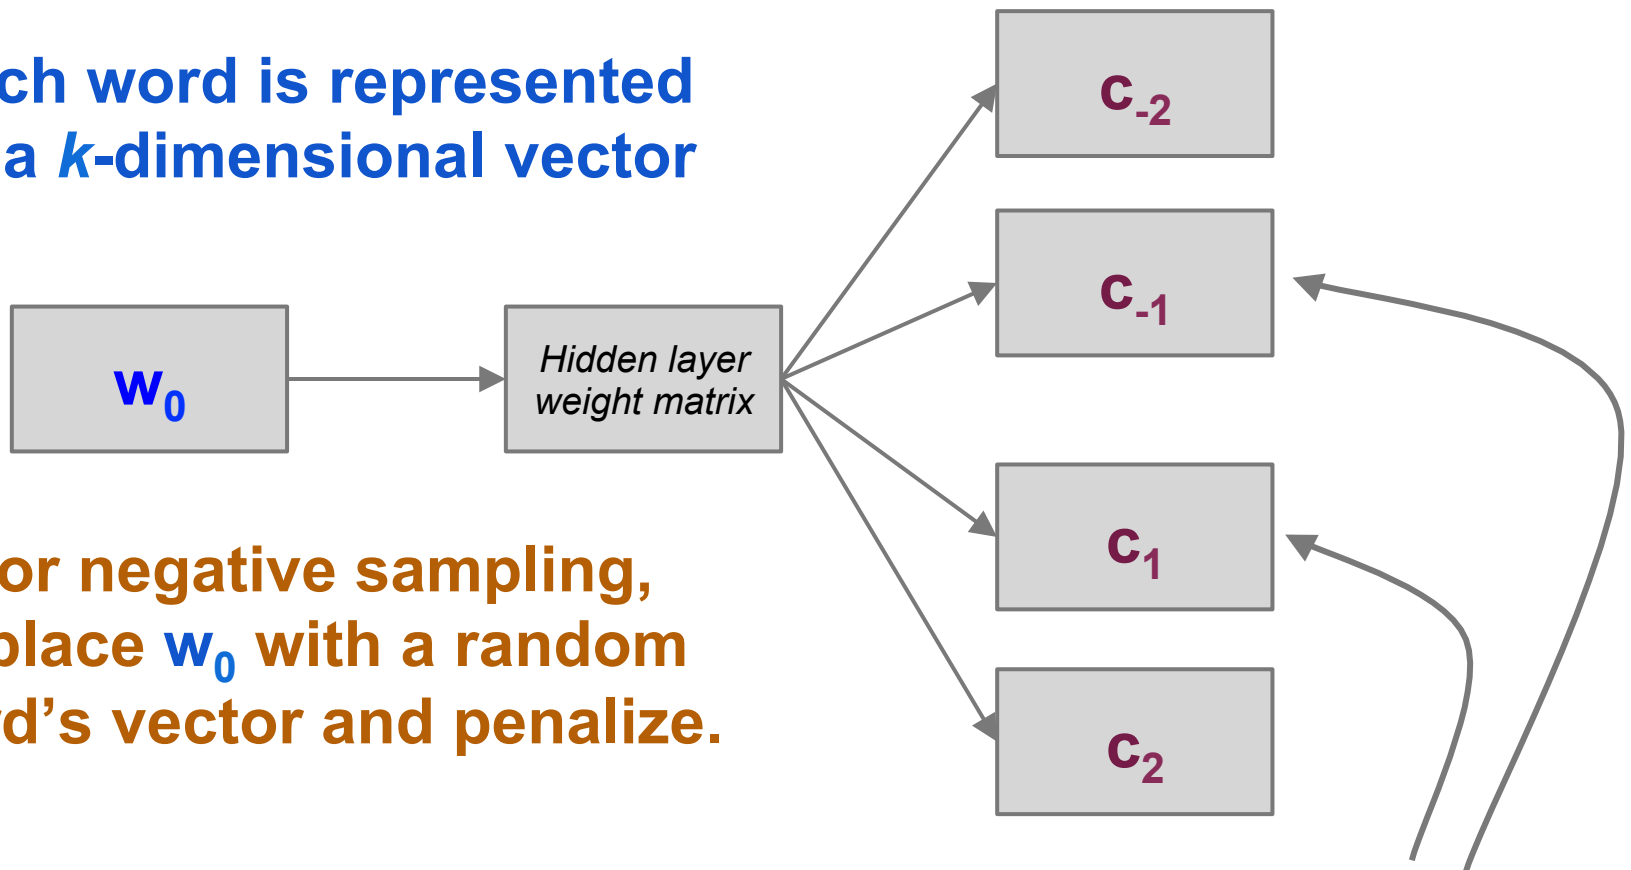 ch word is represented
a k-dimensional vector
c-2
c-1
w0
Hidden layer
weight matrix
c1
c2
or negative sampling,
place w0 with a random
d's vector and penalize.